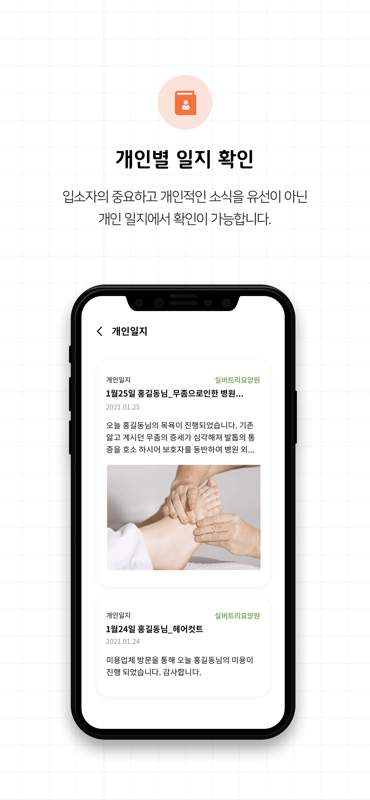 개인별 일지 확인
입소자의 중요하고 개인적인 소식을 유선이 아닌
개인 일지에서 확인이 가능합니다.
개인일지
개인일지 실버트리요양원
1월25일 홍길동님_무좀으로인한 병원...
2021.01.25
오늘 홍길동님의 목욕이 진행되었습니다. 기존
앓고 계시던 무좀의 증세가 심각해져 발톱의 통
증을 호소 하시어 보호자를 동반하여 병원 외...
개인일지 실버트리요양원
1월24일 홍길동님_헤어컷트
2021.01.24
미용업체 방문을 통해 오늘 홍길동님의 미용이
진행 되었습니다. 감사합니다.